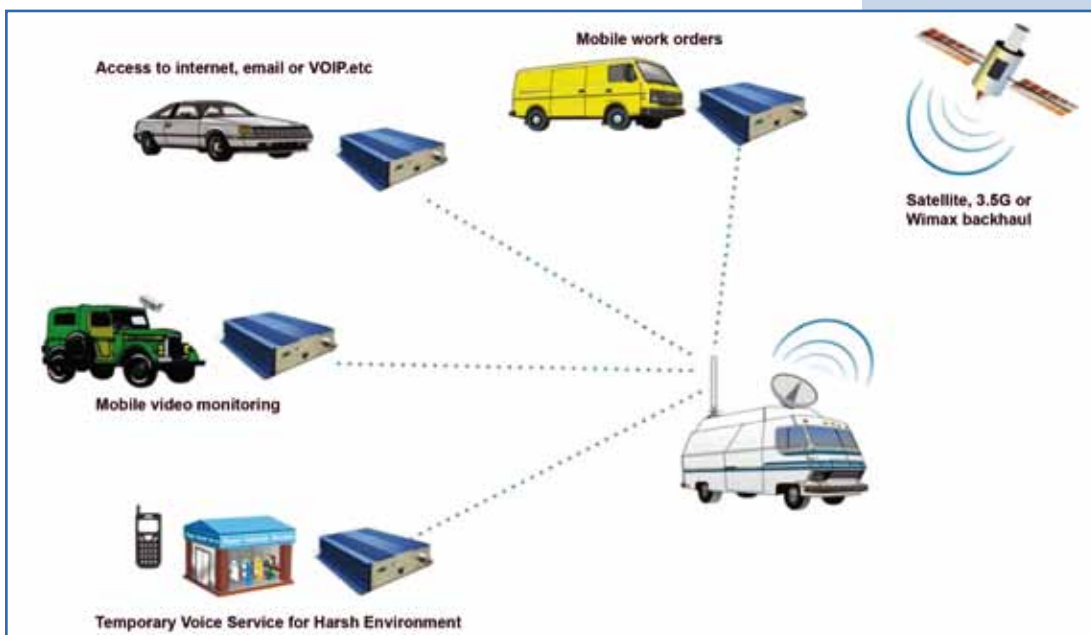 Mobile work orders
Access to internet, email or VOIP.etc
Satellite, 3.5G or
Wimax backhaul
Mobile video monitoring
Temporary Voice Service for Harsh Environment